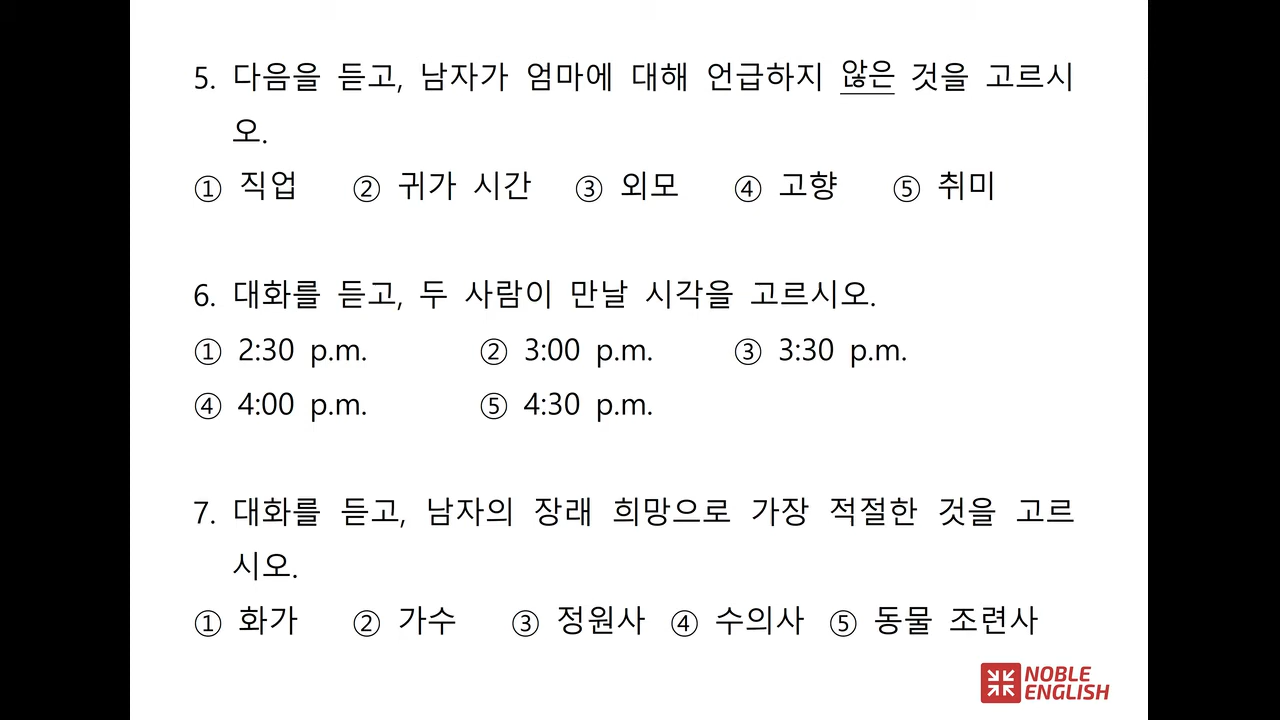 5. 다음을 듣고, 남자가 엄마에 대해 언급하지 않은 것을 고르시
오.
① 직업 ② 귀가 시간 ③ 외모 ④ 고향 ⑤ 취미
6. 대화를 듣고, 두 사람이 만날 시각을 고르시오.
① 2:30 p.m. ② 3:00 p.m. ③ 3:30 p.m.
④ 4:00 p.m. ⑤ 4:30 p.m.
7. 대화를 듣고, 남자의 장래 희망으로 가장 적절한 것을 고르
시오.
① 화가 ② 가수 ③ 정원사 ④ 수의사 ⑤ 동물 조련사
NOBLE
ENGLISH